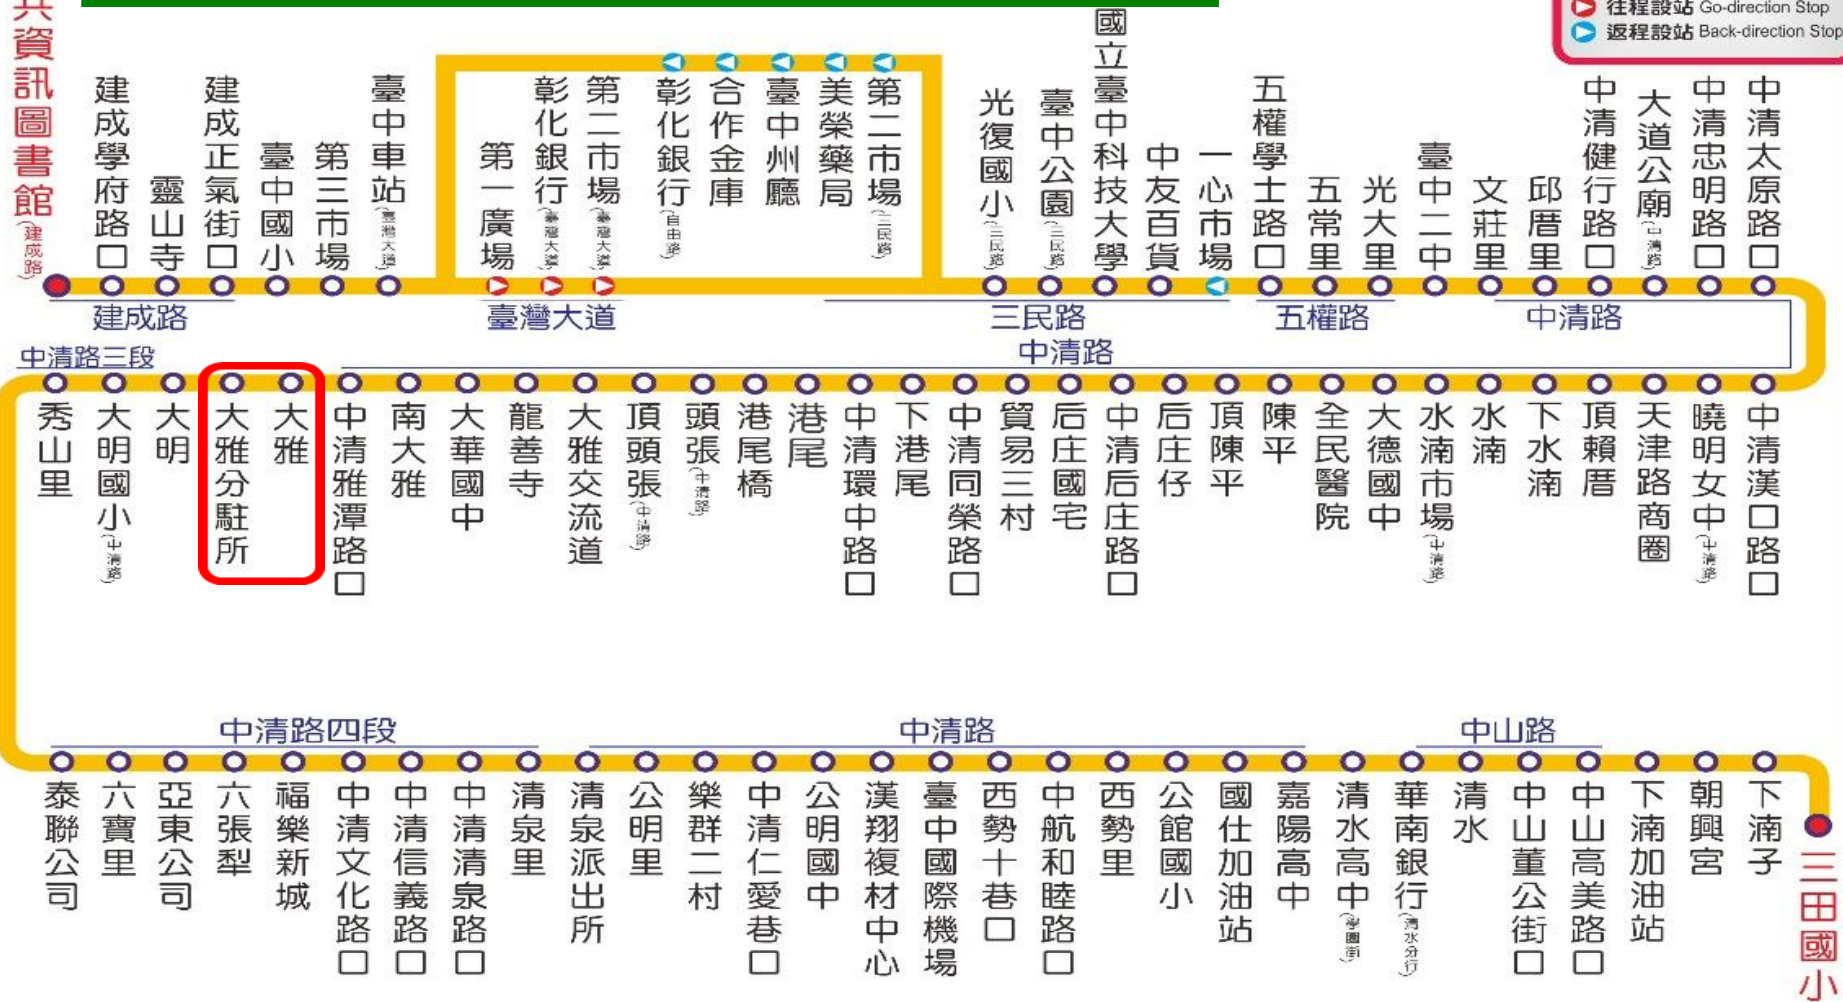 共資訊圖書館(建成路)
往程設站 Go-direction Stop
返程設站 Back-direction Stop
建成學府路口
靈山寺
建成正氣街口
臺中國小
第三市場
臺中車站(臺灣大道)
第一廣場
彰化銀行(臺灣大道)
第二市場(臺灣大道)
彰化銀行(自由路)
合作金庫
臺中州廳
美榮藥局
第二市場(三民路)
光復國小(三民路)
臺中公園(三民路)
國立臺中科技大學
中友百貨
一心市場
五權學士路口
五常里
光大里
臺中二中
文莊里
邱厝里
中清健行路口
大道公廟(中清路)
中清忠明路口
中清太原路口
建成路
臺灣大道
三民路
五權路
中清路
中清路三段
中清路
秀山里
大明國小(中清路)
大明
大雅分駐所
大雅
中清雅潭路口
南大雅
大華國中
龍善寺
大雅交流道
頂頭張(中清路)
頭張(中清路)
港尾橋
港尾
中清環中路口
下港尾
中清同榮路口
貿易三村
后庄國宅
中清后庄路口
后庄仔
頂陳平
陳平
全民醫院
大德國中
水湳市場(中清路)
水湳
下水湳
頂賴厝
天津路商圈
曉明女中(中清路)
中清漢口路口
中清路四段
中清路
中山路
泰聯公司
六寶里
亞東公司
六張犁
福樂新城
中清文化路口
中清信義路口
中清清泉路口
清泉里
清泉派出所
公明里
樂群二村
中清仁愛巷口
公明國中
漢翔複材中心
臺中國際機場
西勢十巷口
中航和睦路口
西勢里
公館國小
國仕加油站
嘉陽高中
清水高中(學園街)
華南銀行(清水分行)
清水
中山董公街口
中山高美路口
下湳加油站
朝興宮
下湳子
三田國小